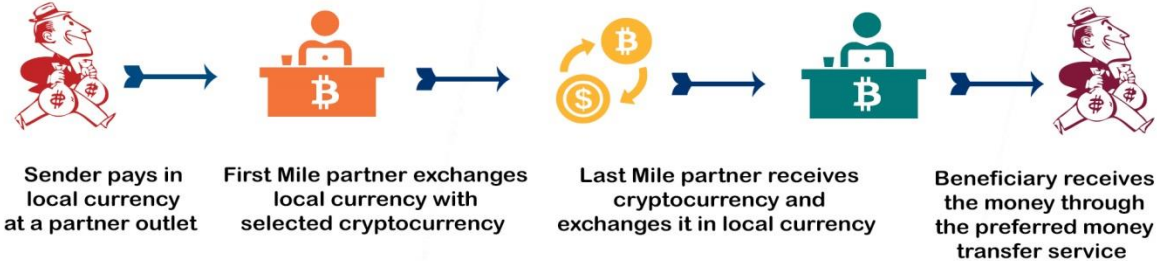 Sender pays in
local currency
at a partner outlet
First Mile partner exchanges
local currency with
selected cryptocurrency
Last Mile partner receives
cryptocurrency and
exchanges it in local currency
Beneficiary receives
the money through
the preferred money
transfer service